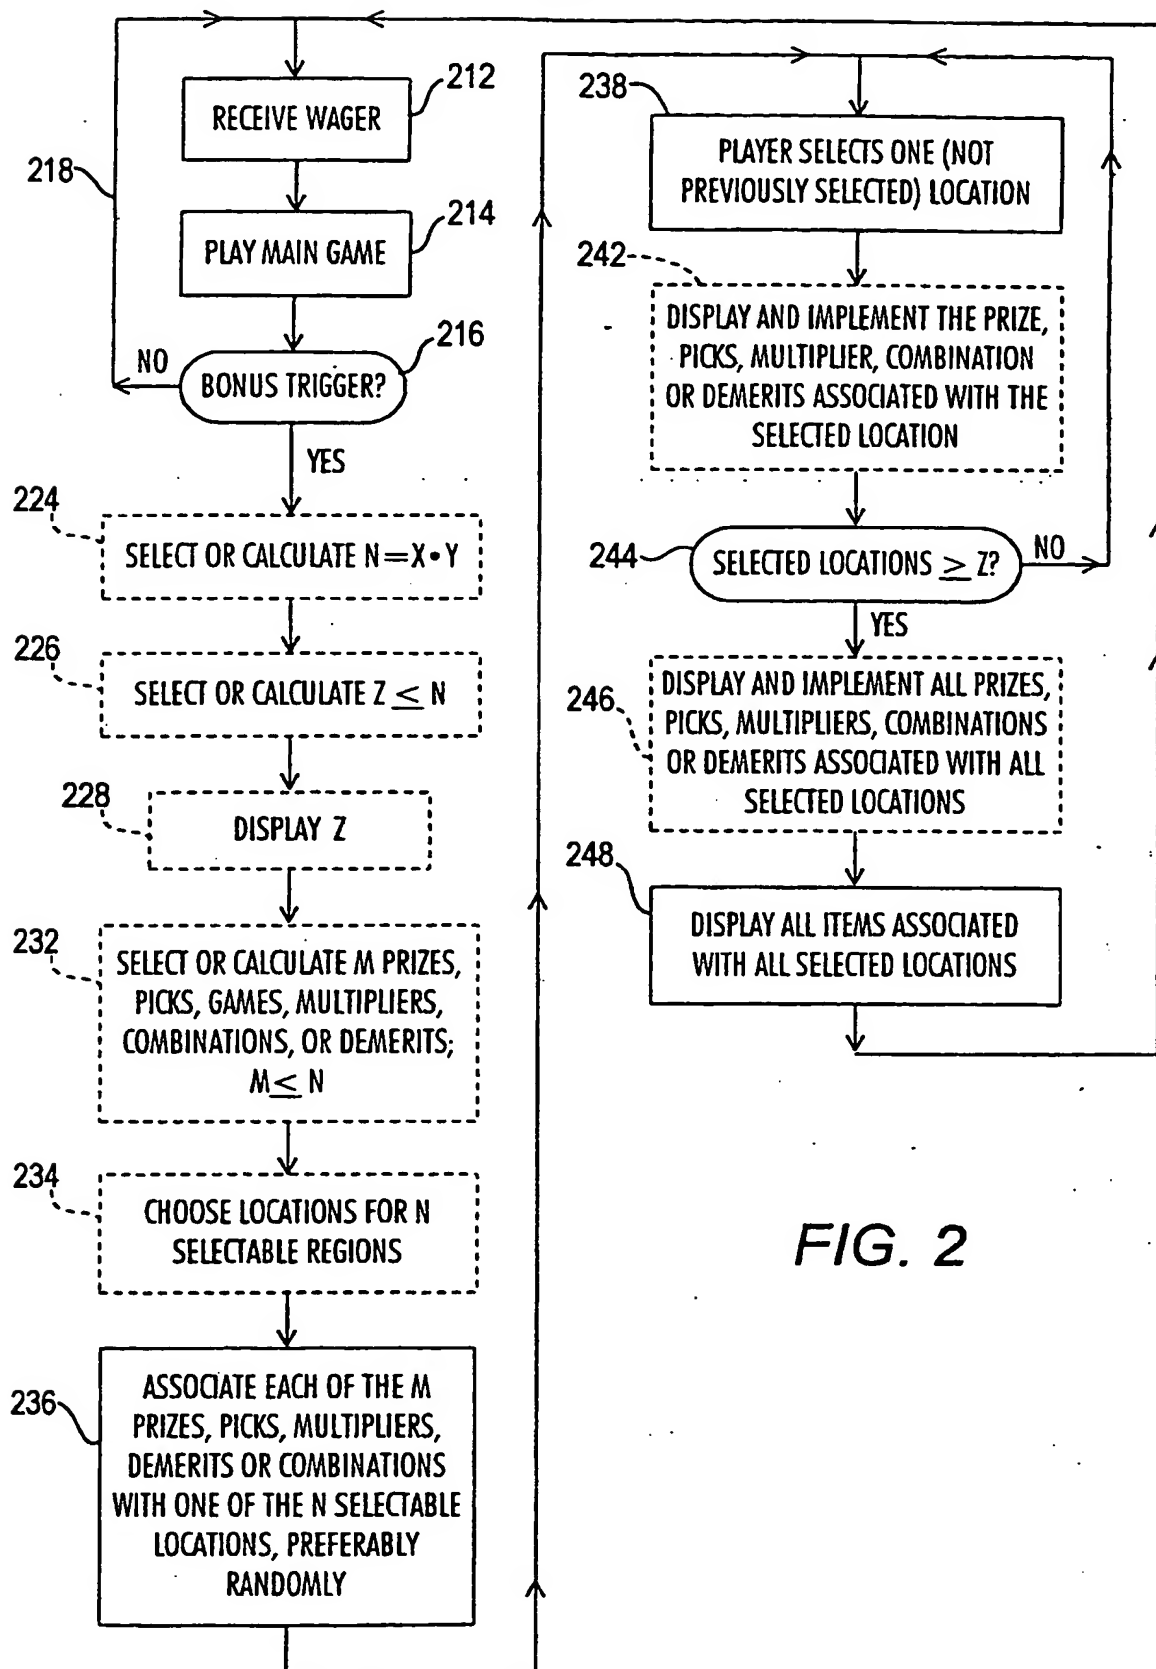 212
RECEIVE WAGER
218
214
PLAY MAIN GAME
216
NO
BONUS TRIGGER?
YES
224
SELECT OR CALCULATE N=X•Y
226
SELECT OR CALCULATE Z ≤ N
228
DISPLAY Z
232
SELECT OR CALCULATE M PRIZES,
PICKS, GAMES, MULTIPLIERS,
COMBINATIONS, OR DEMERITS;
M ≤ N
234
CHOOSE LOCATIONS FOR N
SELECTABLE REGIONS
236
ASSOCIATE EACH OF THE M
PRIZES, PICKS, MULTIPLIERS,
DEMERITS OR COMBINATIONS
WITH ONE OF THE N SELECTABLE
LOCATIONS, PREFERABLY
RANDOMLY
238
PLAYER SELECTS ONE (NOT
PREVIOUSLY SELECTED) LOCATION
242
DISPLAY AND IMPLEMENT THE PRIZE,
PICKS, MULTIPLIER, COMBINATION
OR DEMERITS ASSOCIATED WITH THE
SELECTED LOCATION
244
SELECTED LOCATIONS ≥ Z?
NO
YES
246
DISPLAY AND IMPLEMENT ALL PRIZES,
PICKS, MULTIPLIERS, COMBINATIONS
OR DEMERITS ASSOCIATED WITH ALL
SELECTED LOCATIONS
248
DISPLAY ALL ITEMS ASSOCIATED
WITH ALL SELECTED LOCATIONS
FIG. 2